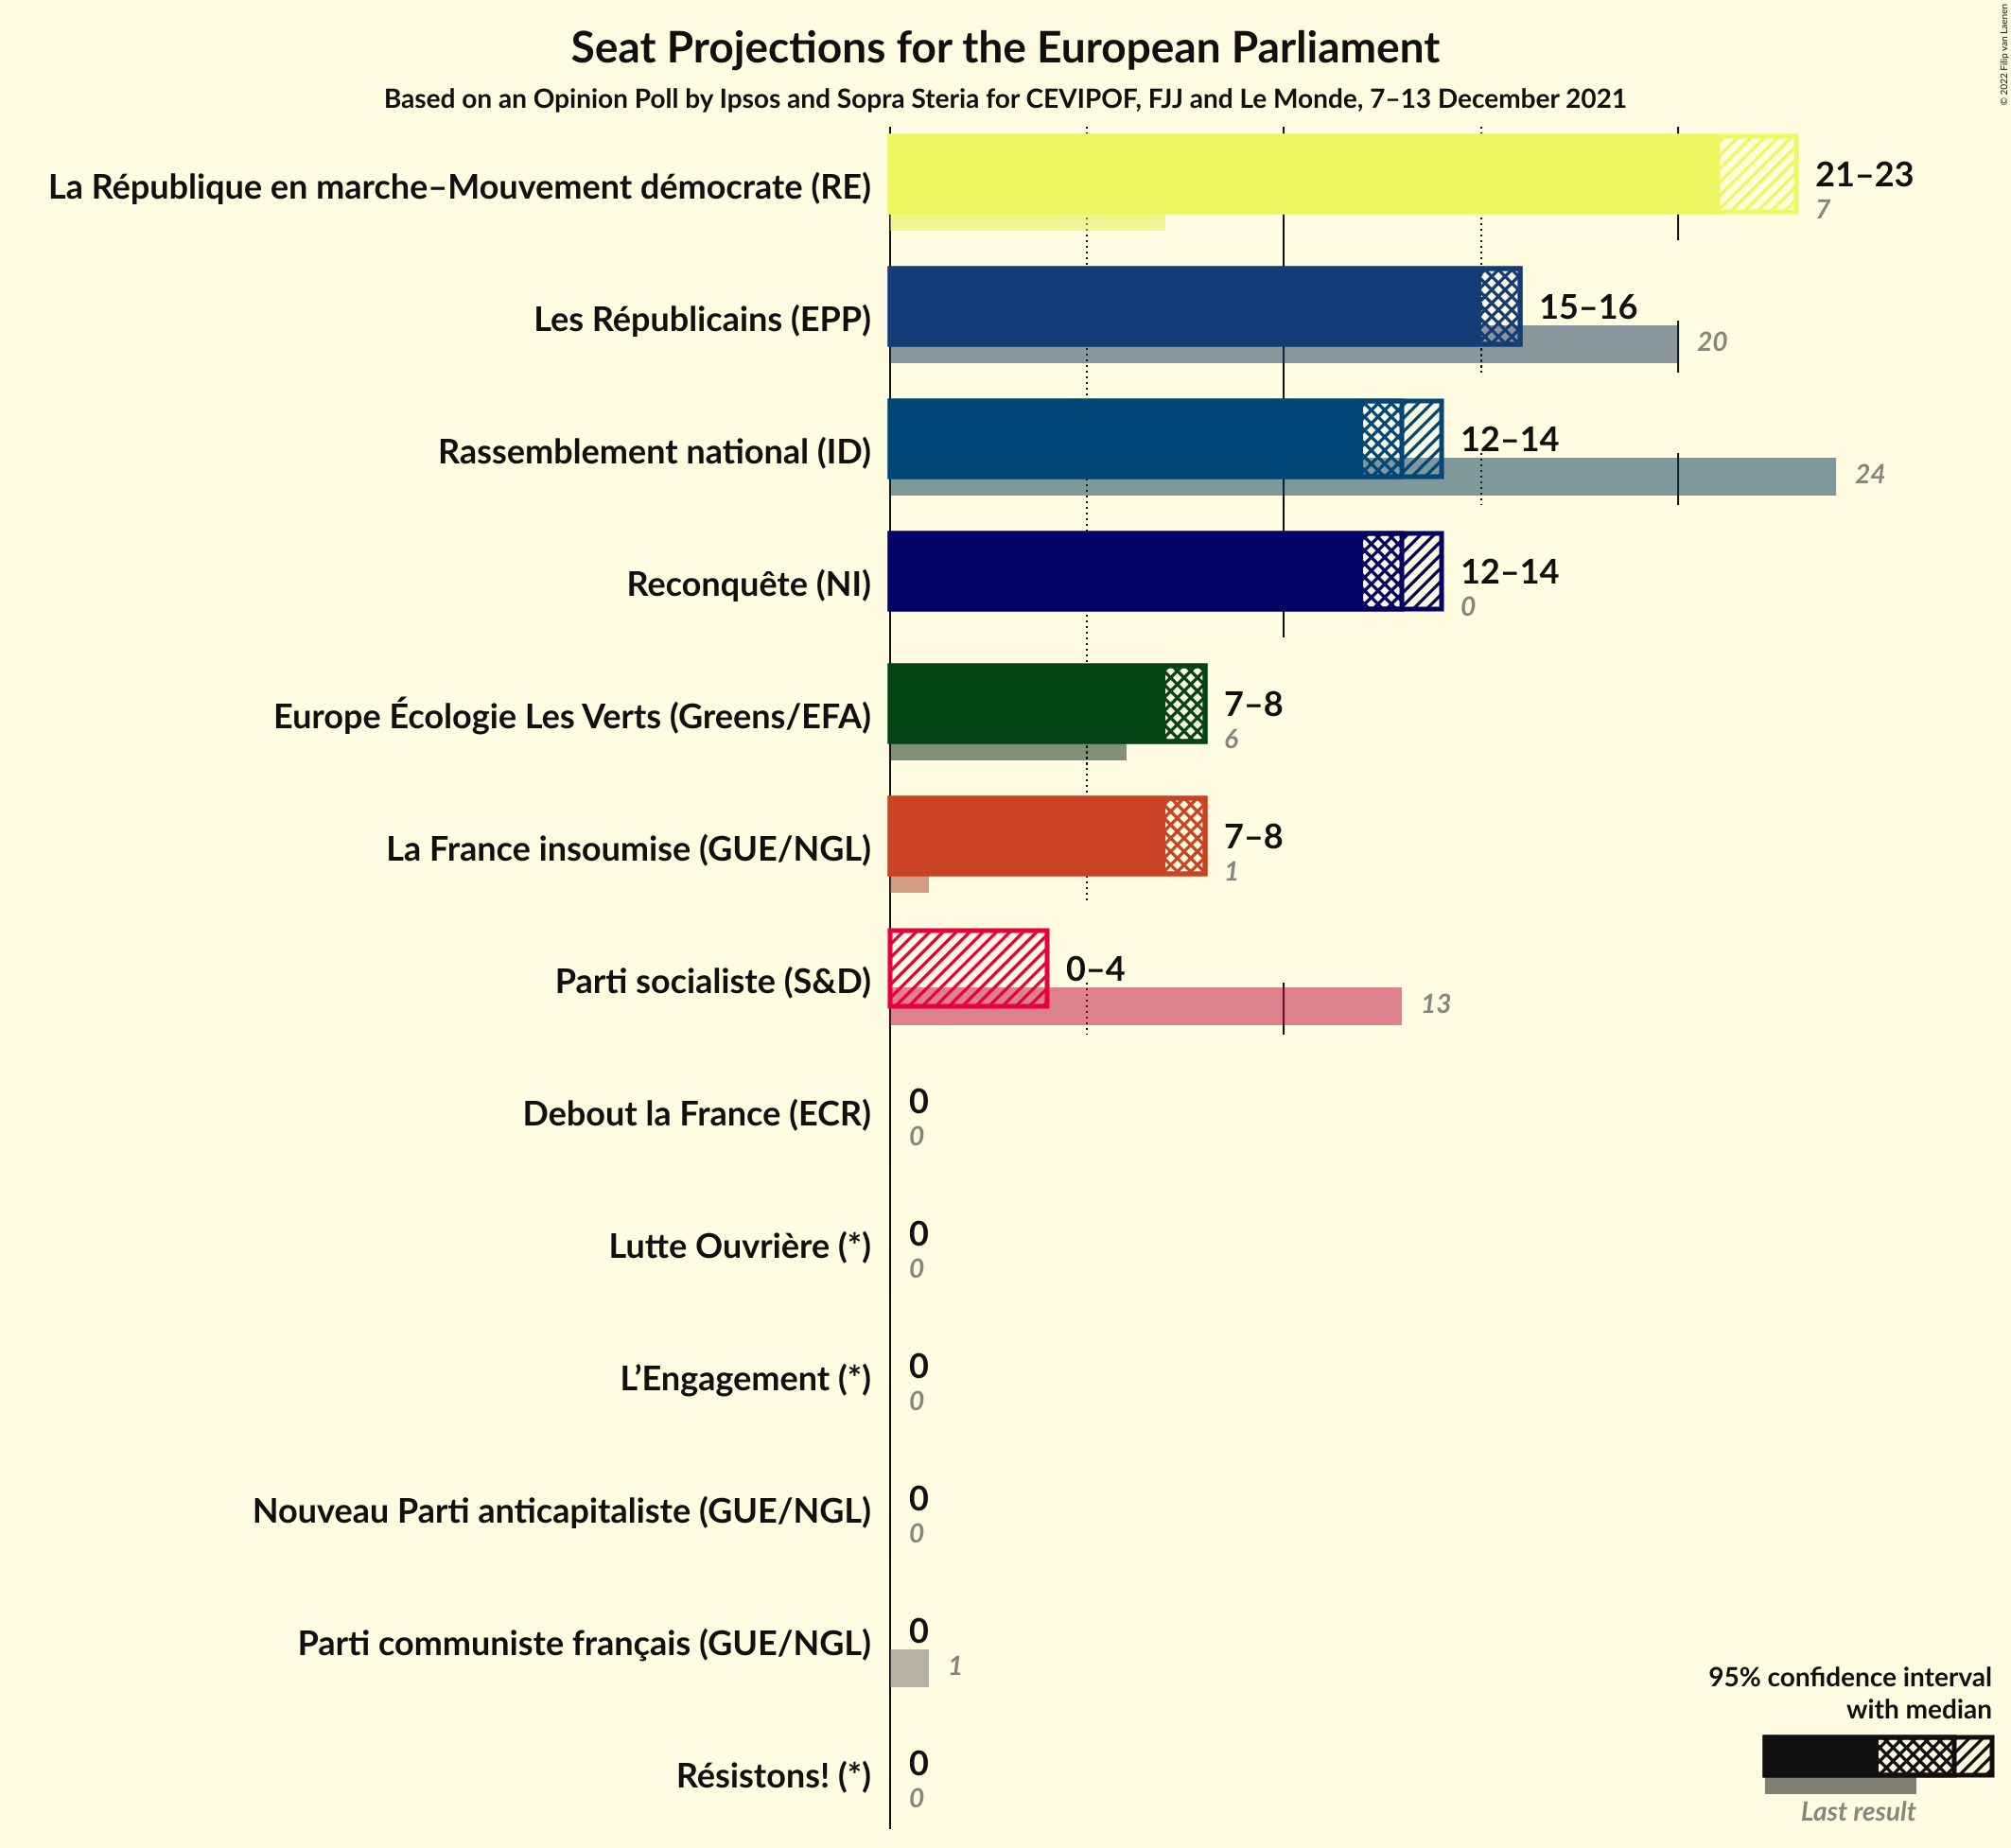 Seat Projections for the European Parliament
Based on an Opinion Poll by Ipsos and Sopra Steria for CEVIPOF, FJJ and Le Monde, 7–13 December 2021
© 2022 Filip van Laenen
La République en marche–Mouvement démocrate (RE)
21–23
7
Les Républicains (EPP)
15–16
20
Rassemblement national (ID)
12–14
24
Reconquête (NI)
12–14
0
Europe Écologie Les Verts (Greens/EFA)
7–8
6
La France insoumise (GUE/NGL)
7–8
1
Parti socialiste (S&D)
0–4
13
Debout la France (ECR)
0
0
Lutte Ouvrière (*)
0
0
L’Engagement (*)
0
0
Nouveau Parti anticapitaliste (GUE/NGL)
0
0
Parti communiste français (GUE/NGL)
0
1
Résistons! (*)
0
0
95% confidence interval
with median
Last result